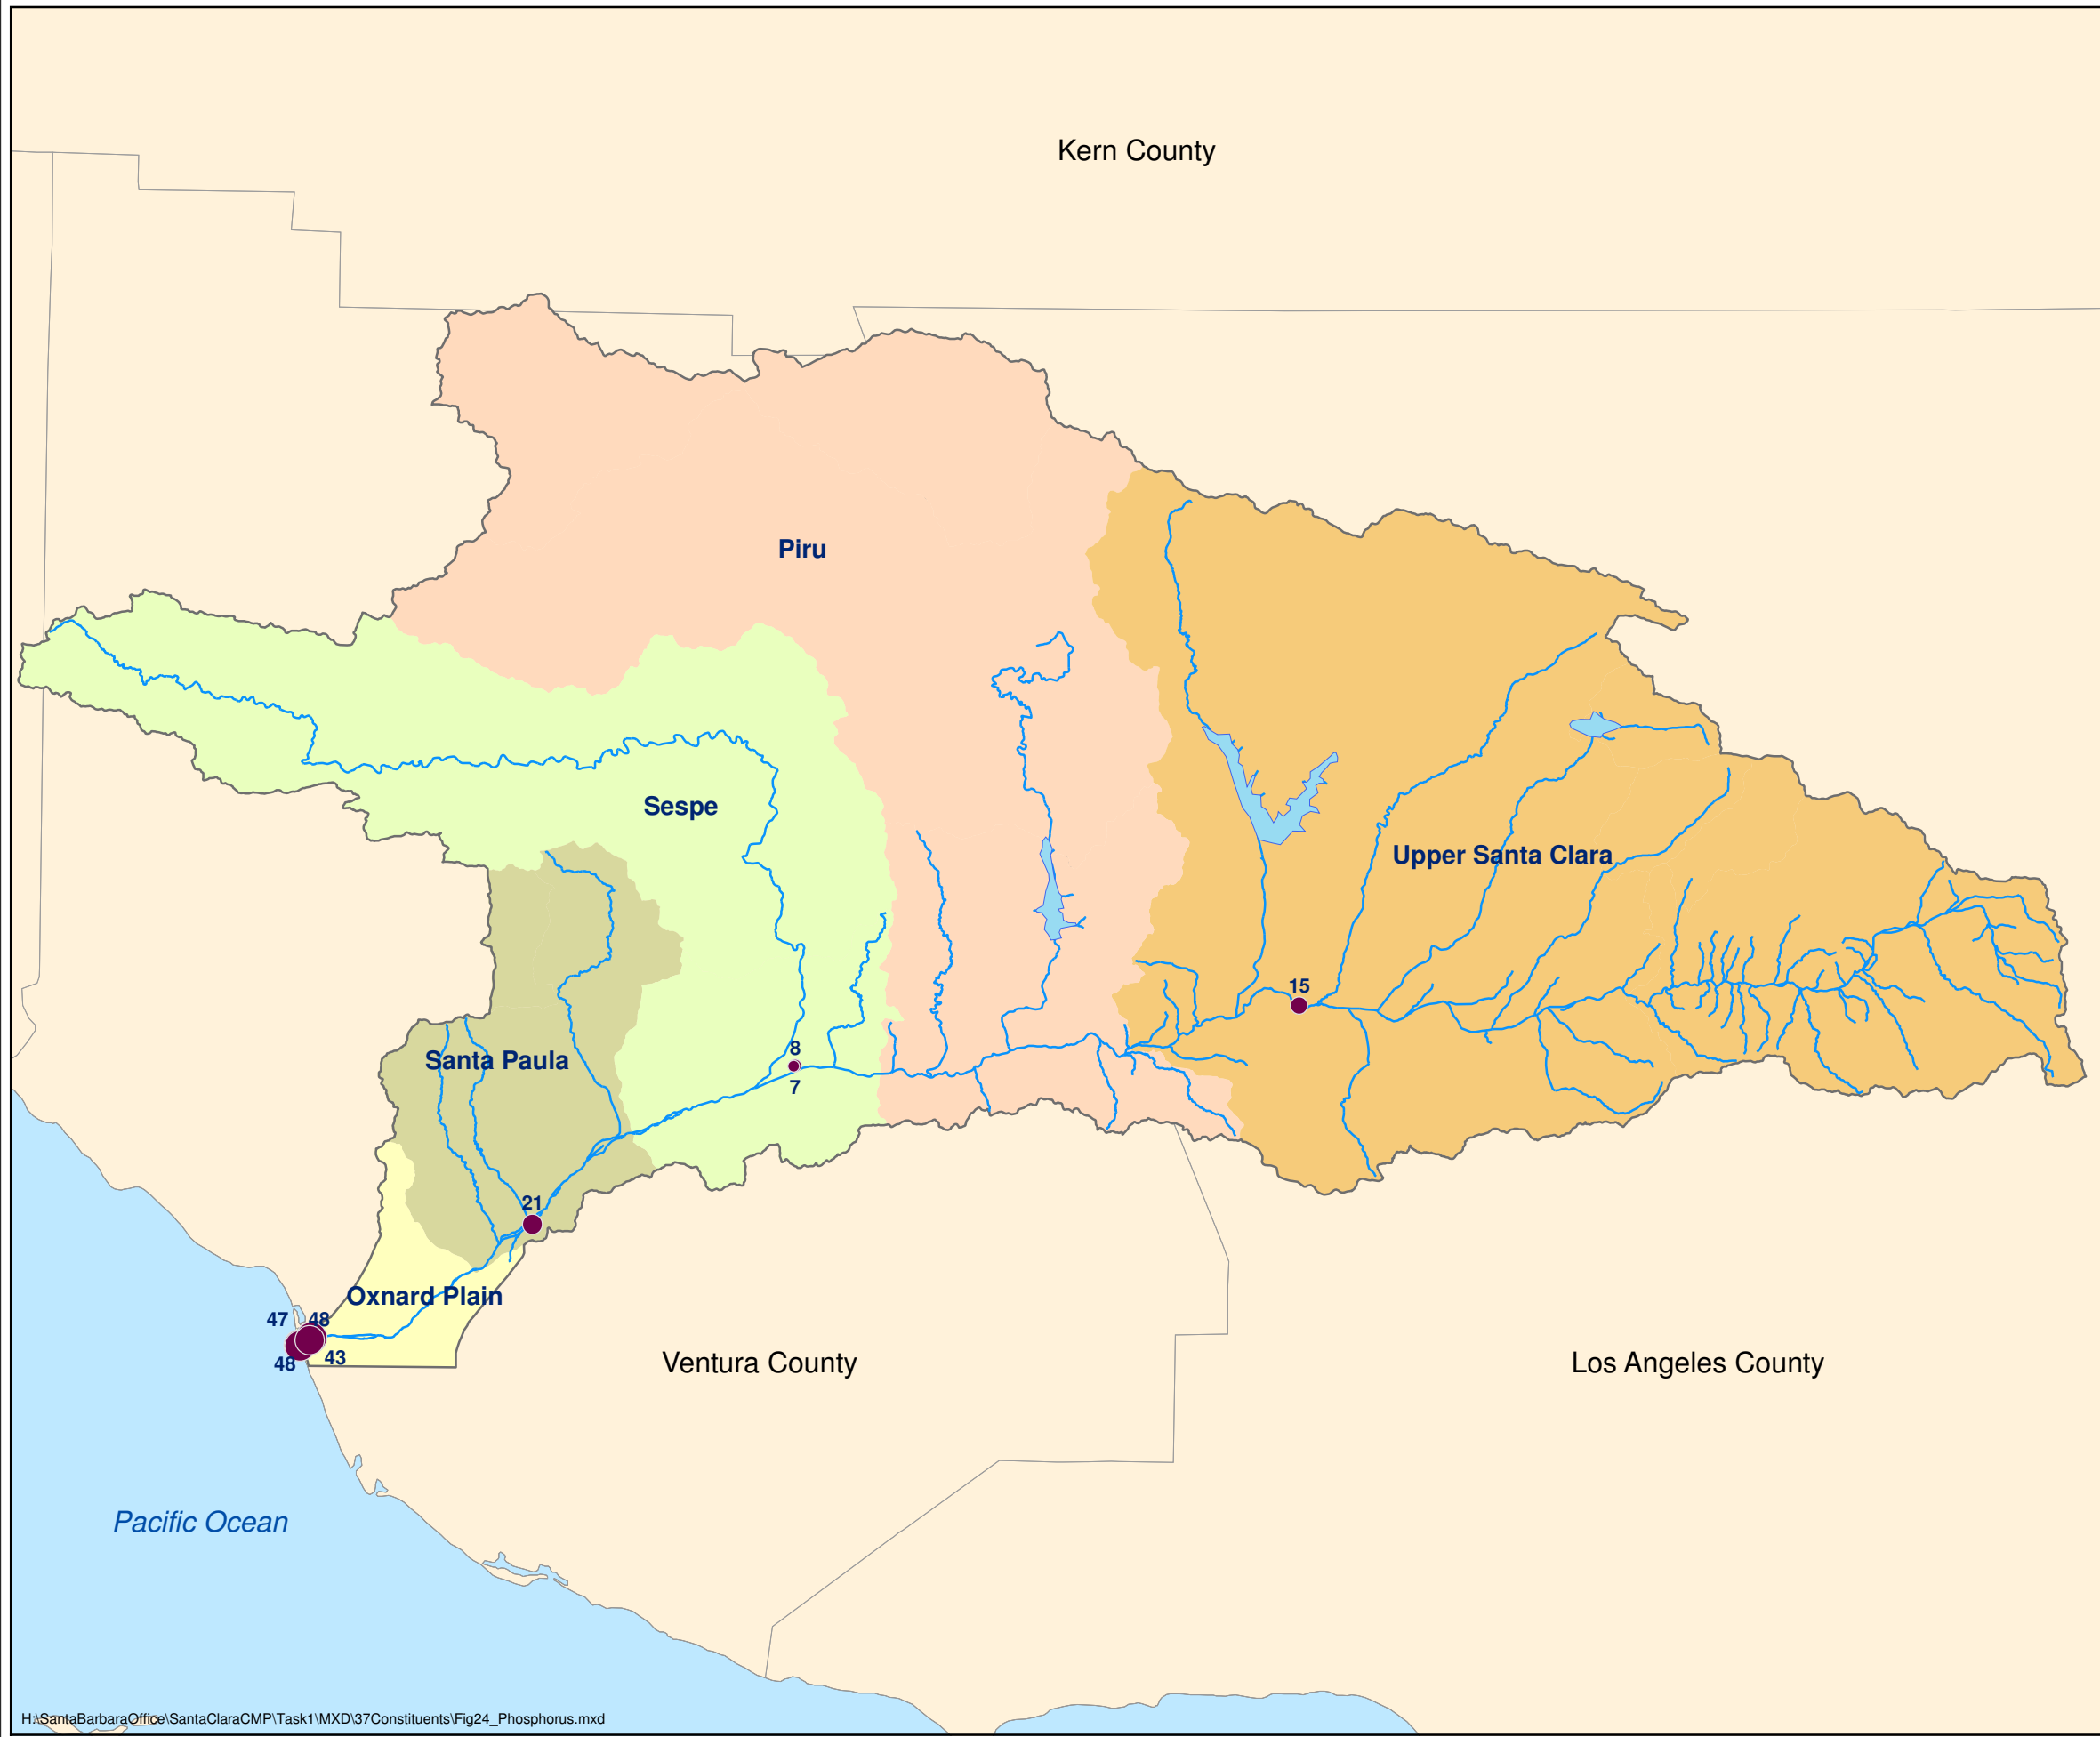 Kern County
Piru
Sespe
Upper Santa Clara
15
8
Santa Paula
7
21
Oxnard Plain
47
48
48
43
Ventura County
Los Angeles County
Pacific Ocean
H:\SantaBarbaraOffice\SantaClaraCMP\Task1\MXD\37Constituents\Fig24_Phosphorus.mxd